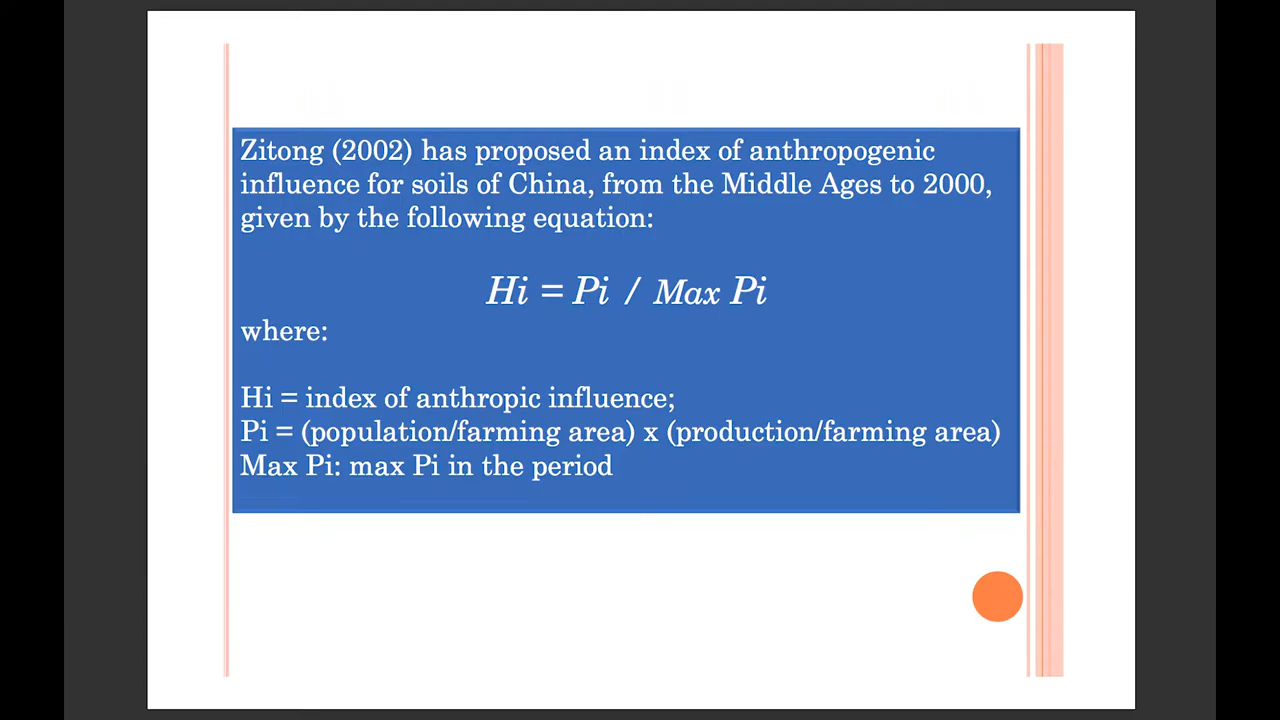 Zitong (2002) has proposed an index of anthropogenic
influence for soils of China, from the Middle Ages to 2000,
given by the following equation:
Hi = Pi / Max Pi
where:
Hi = index of anthropic influence;
Pi = (population/farming area) x (production/farming area)
Max Pi: max Pi in the period